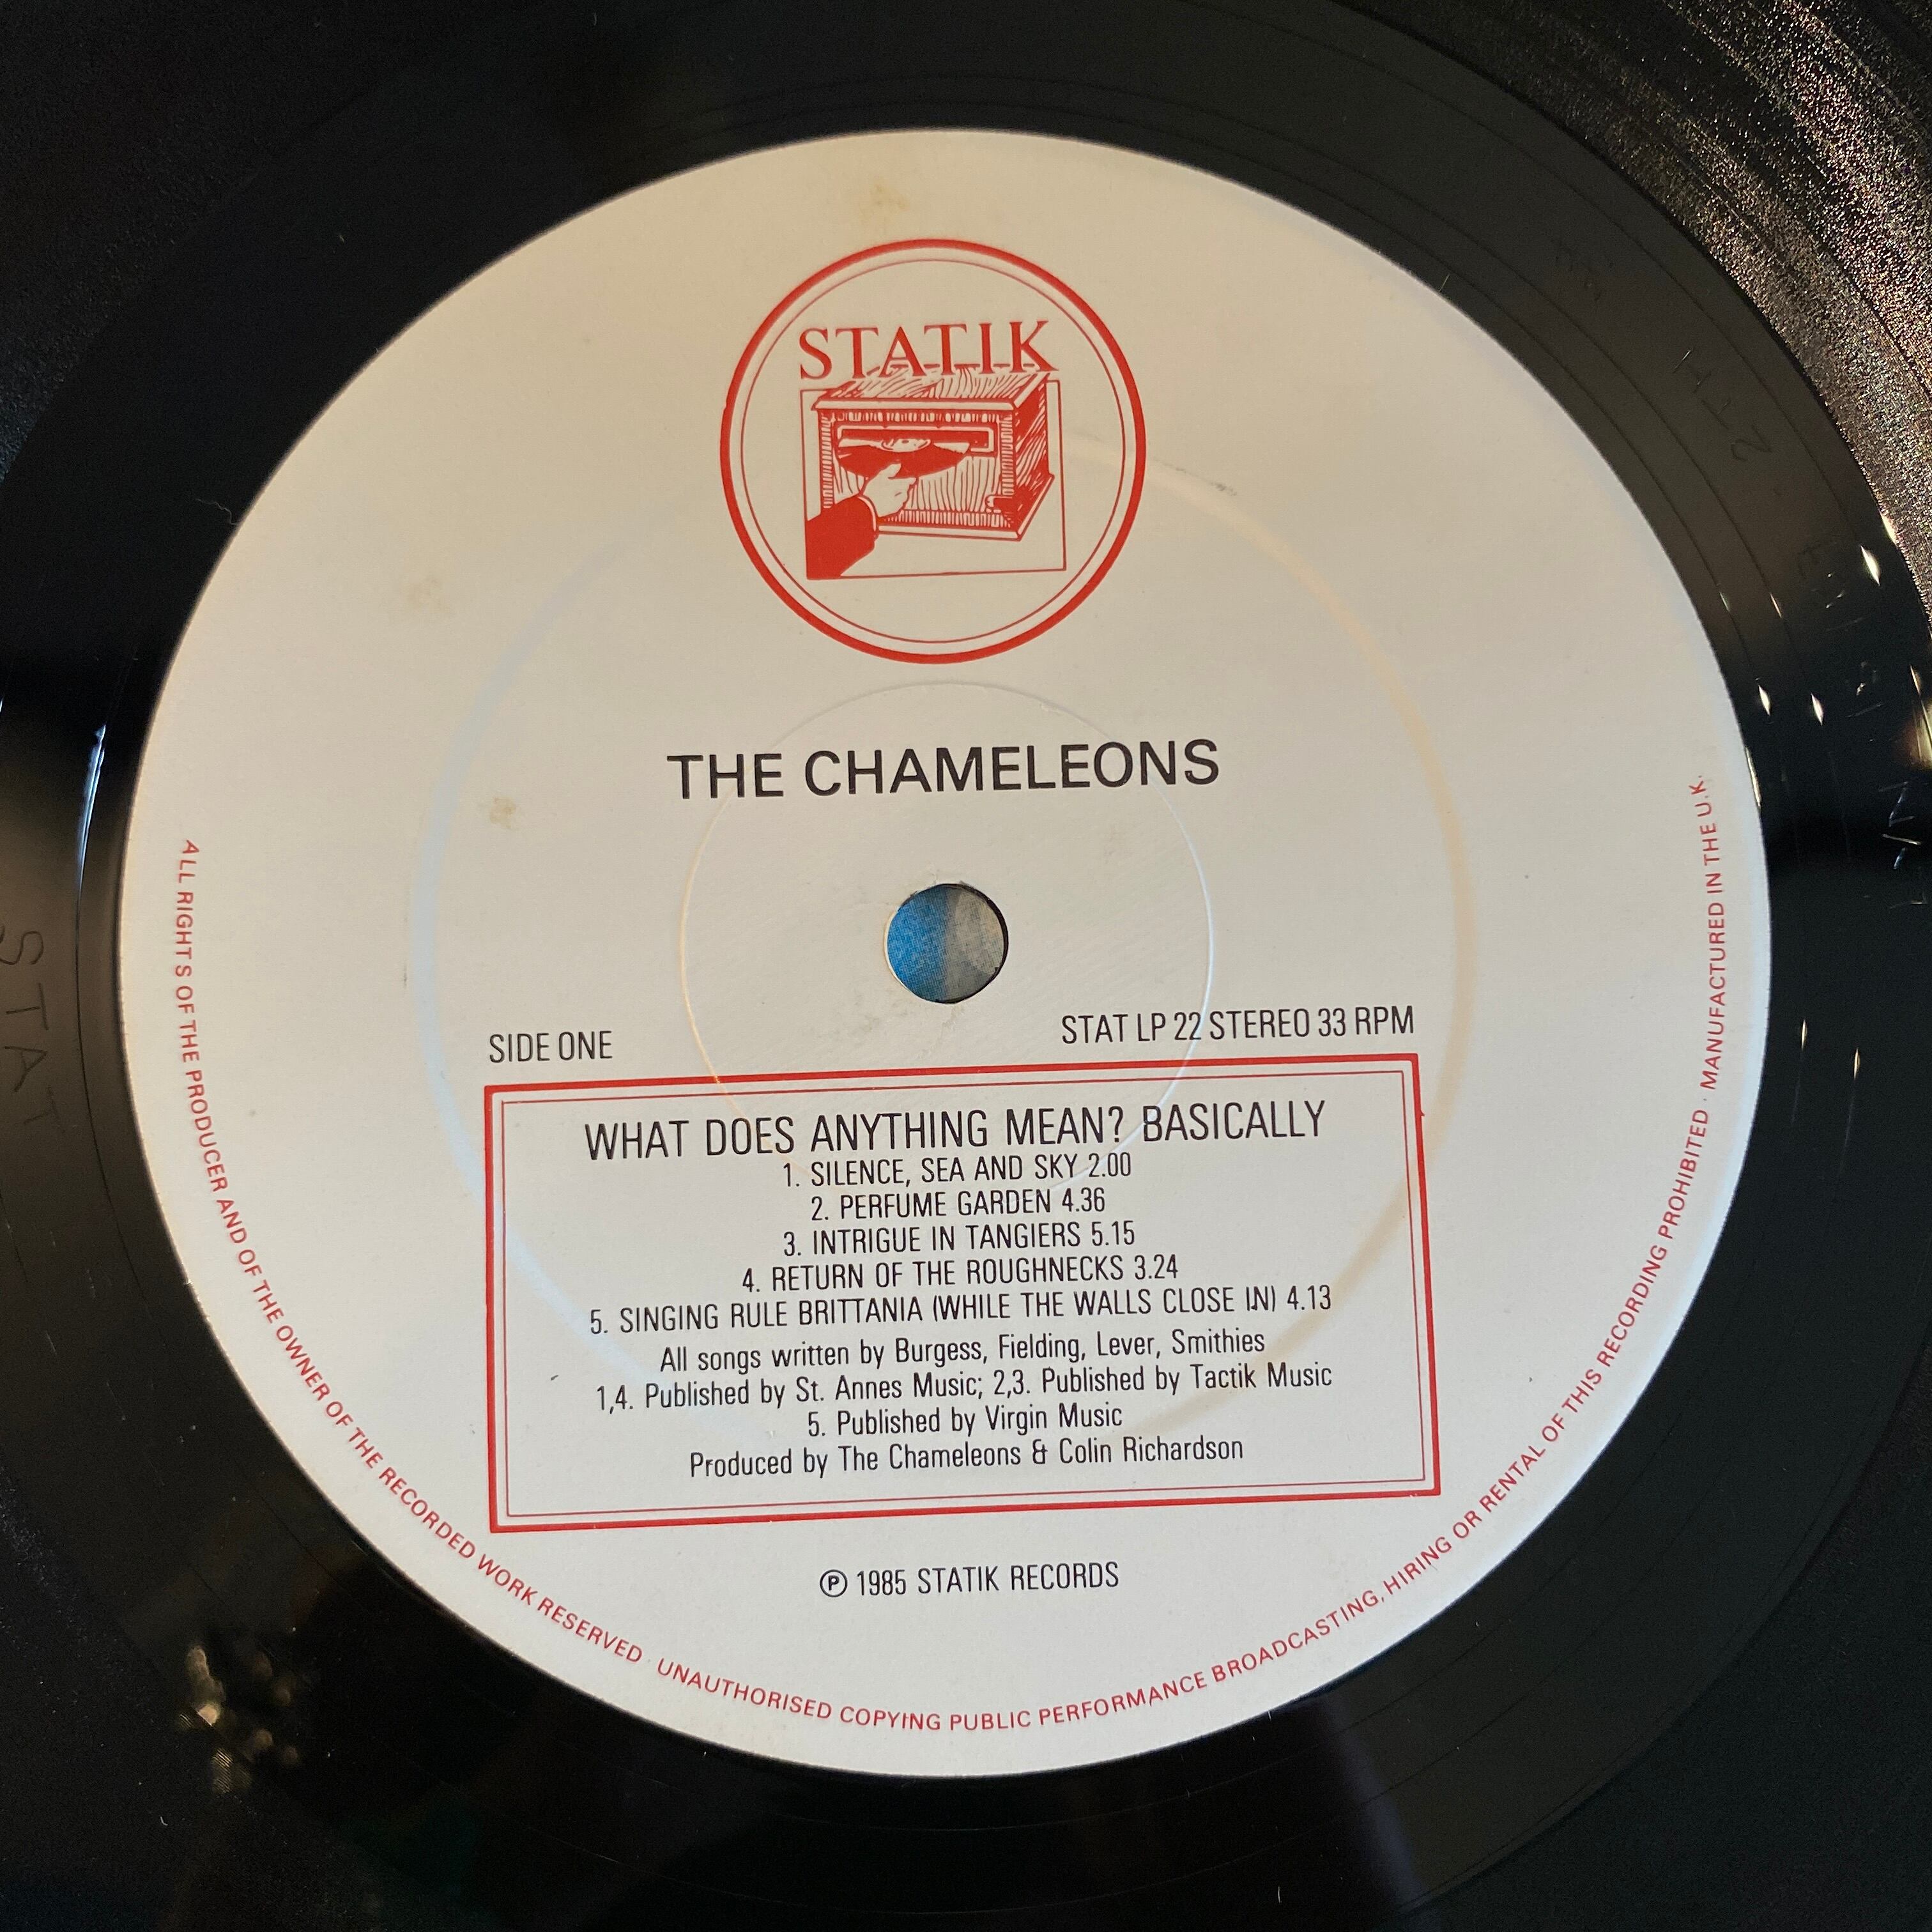 STATIK
THE CHAMELEONS
SIDE ONE
STAT LP 22 STEREO 33 RPM
WHAT DOES ANYTHING MEAN? BASICALLY
1. SILENCE, SEA AND SKY 2.00
2. PERFUME GARDEN 4.36
3. INTRIGUE IN TANGIERS 5.15
4. RETURN OF THE ROUGHNECKS 3.24
5. SINGING RULE BRITTANIA (WHILE THE WALLS CLOSE IN) 4.13
All songs written by Burgess, Fielding, Lever, Smithies
1,4. Published by St. Annes Music; 2,3. Published by Tactik Music
5. Published by Virgin Music
Produced by The Chameleons & Colin Richardson
℗ 1985 STATIK RECORDS
ALL RIGHTS OF THE PRODUCER AND OF THE OWNER OF THE RECORDED WORK RESERVED · UNAUTHORISED COPYING PUBLIC PERFORMANCE BROADCASTING, HIRING OR RENTAL OF THIS RECORDING PROHIBITED · MANUFACTURED IN THE U.K.
STAT